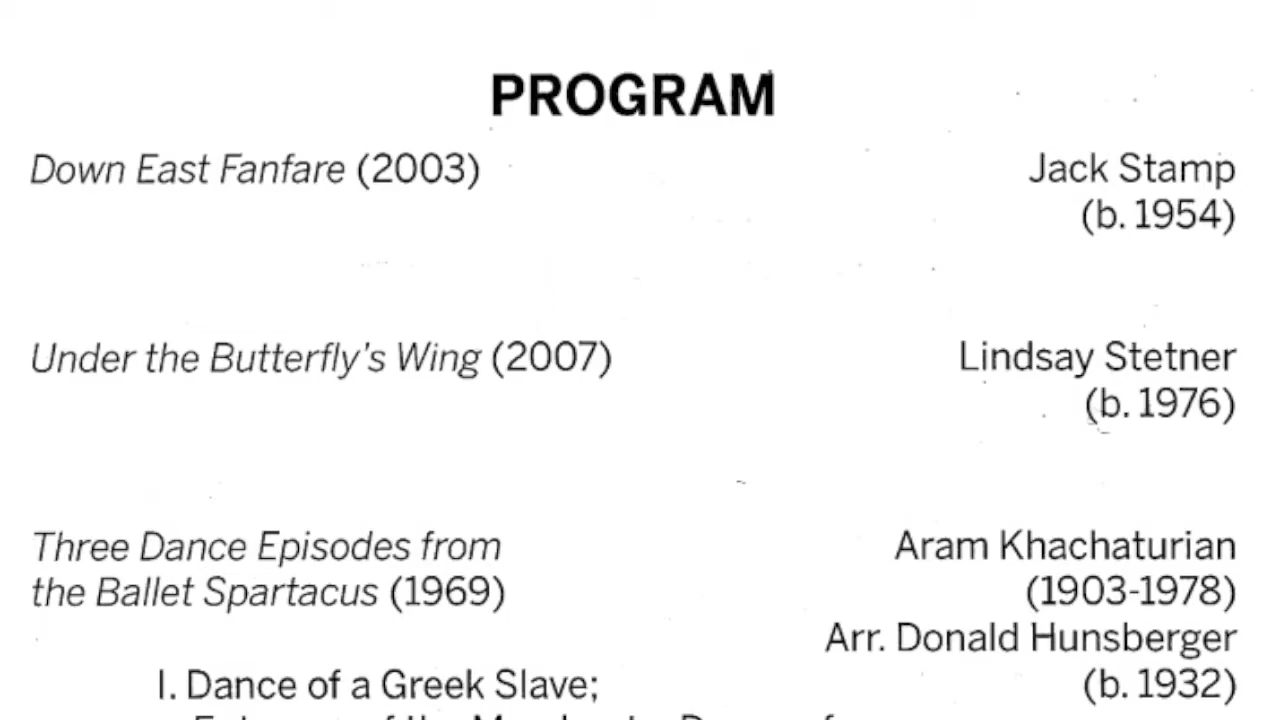 PROGRAM
Down East Fanfare (2003) Jack Stamp
(b. 1954)
Under the Butterfly's Wing (2007) Lindsay Stetner
(b. 1976)
Three Dance Episodes from Aram Khachaturian
the Ballet Spartacus (1969) (1903-1978)
Arr. Donald Hunsberger
I. Dance of a Greek Slave; (b. 1932)